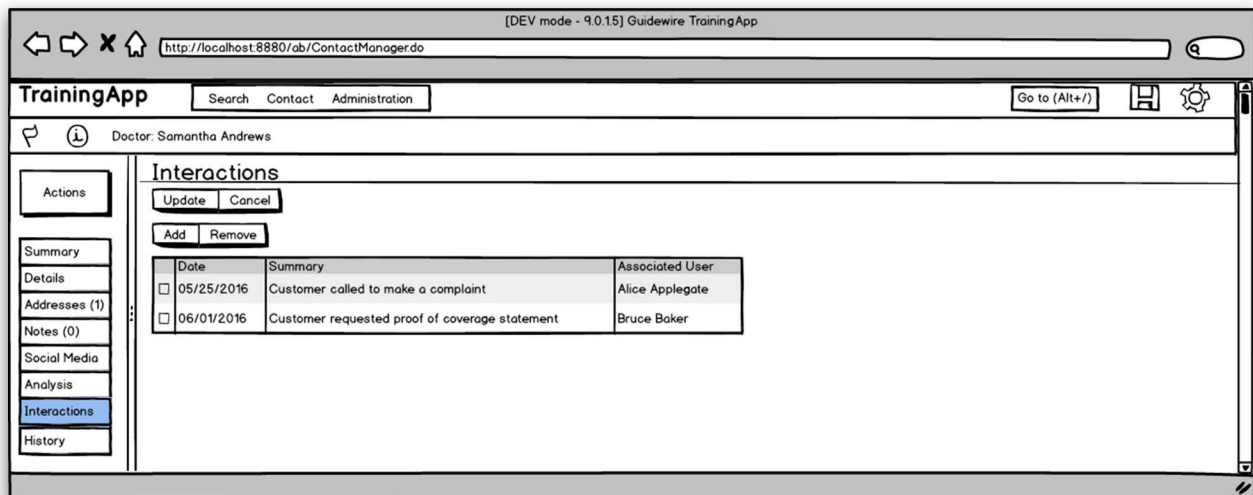 [DEV mode - 9.0.1.5] Guidewire TrainingApp
http://localhost:8880/ab/ContactManager.do
TrainingApp Search Contact Administration Go to (Alt+/)
Doctor: Samantha Andrews
Interactions
Actions
Update Cancel
Add Remove
Summary
Details
Addresses (1)
Notes (0)
Social Media
Analysis
Interactions
History
Date Summary Associated User
05/25/2016 Customer called to make a complaint Alice Applegate
06/01/2016 Customer requested proof of coverage statement Bruce Baker